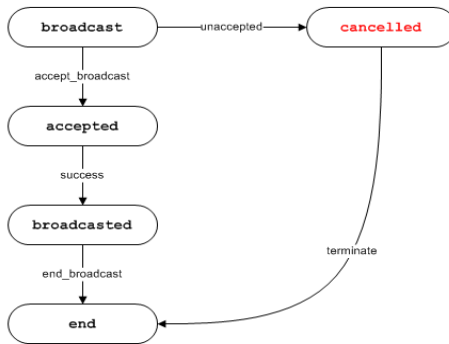 broadcast
unaccepted
cancelled
accept_broadcast
accepted
success
broadcasted
terminate
end_broadcast
end